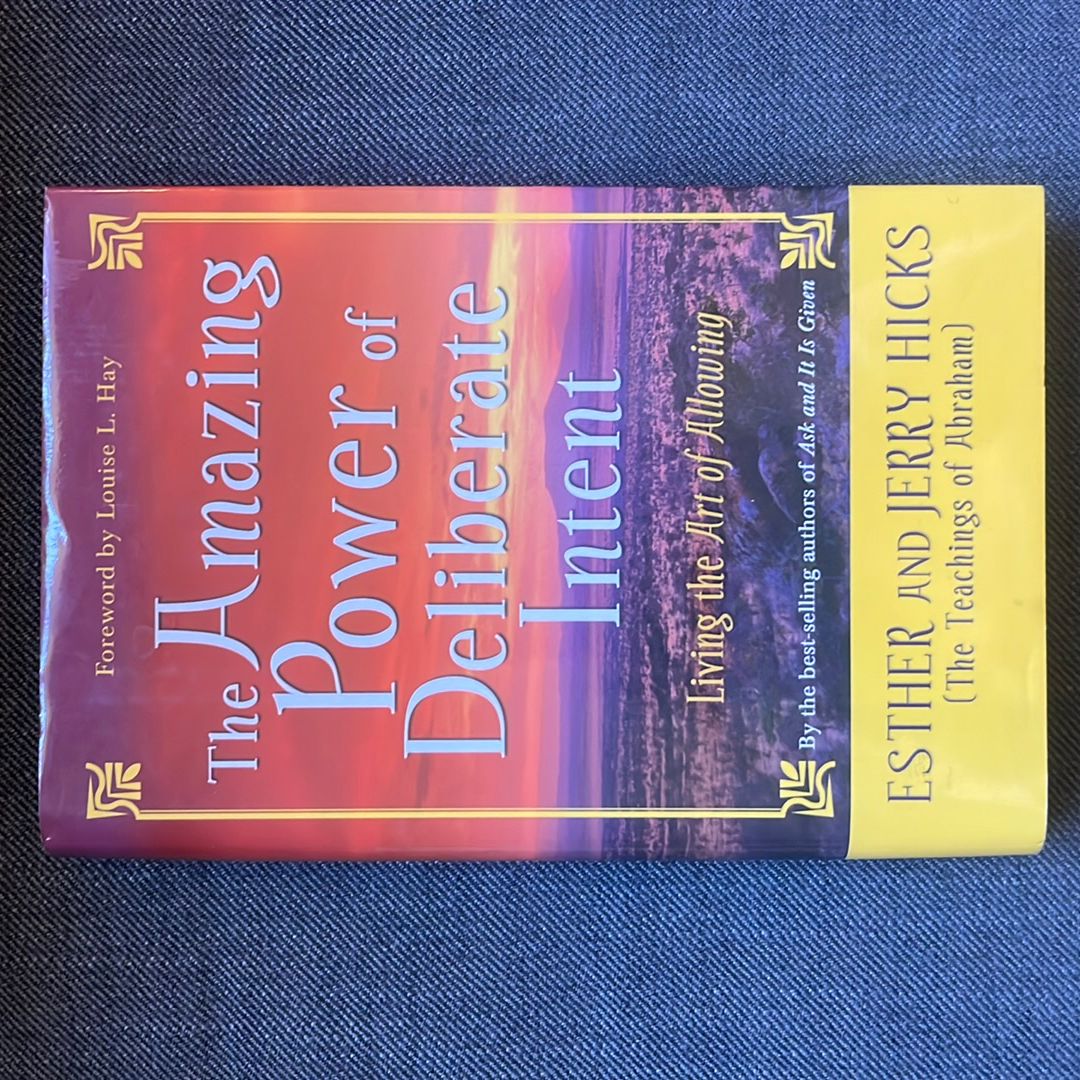 Foreword by Louise L. Hay
The Amazing
Power of
Deliberate
Intent
Living the Art of Allowing
By the best-selling authors of Ask and It Is Given
ESTHER AND JERRY HICKS
(The Teachings of Abraham)